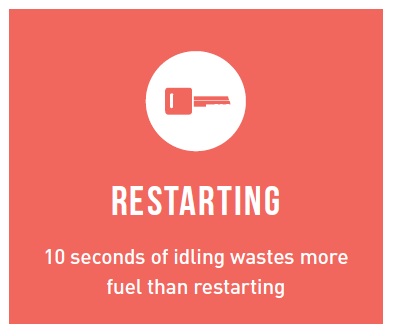 RESTARTING
10 seconds of idling wastes more
fuel than restarting